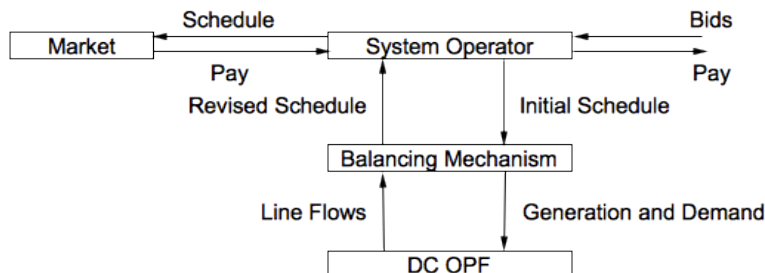 Schedule
Bids
Market
System Operator
Pay
Pay
Revised Schedule
Initial Schedule
Balancing Mechanism
Line Flows
Generation and Demand
DC OPF